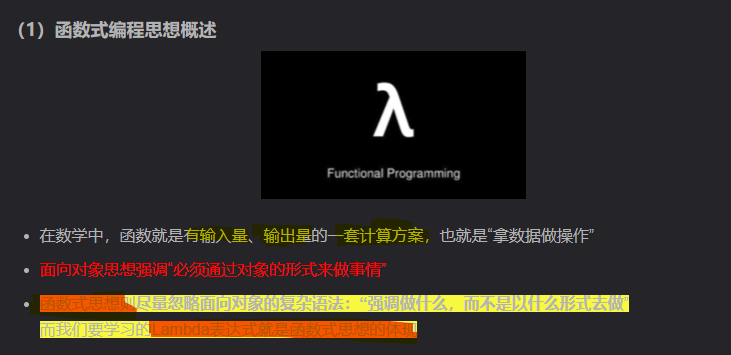 （1）函数式编程思想概述
λ
Functional Programming
在数学中，函数就是有输入量、输出量的一套计算方案，也就是“拿数据做操作”
面向对象思想强调“必须通过对象的形式来做事情”
函数式思想则尽量忽略面向对象的复杂语法：“强调做什么，而不是以什么形式去做”
而我们要学习的Lambda表达式就是函数式思想的体现